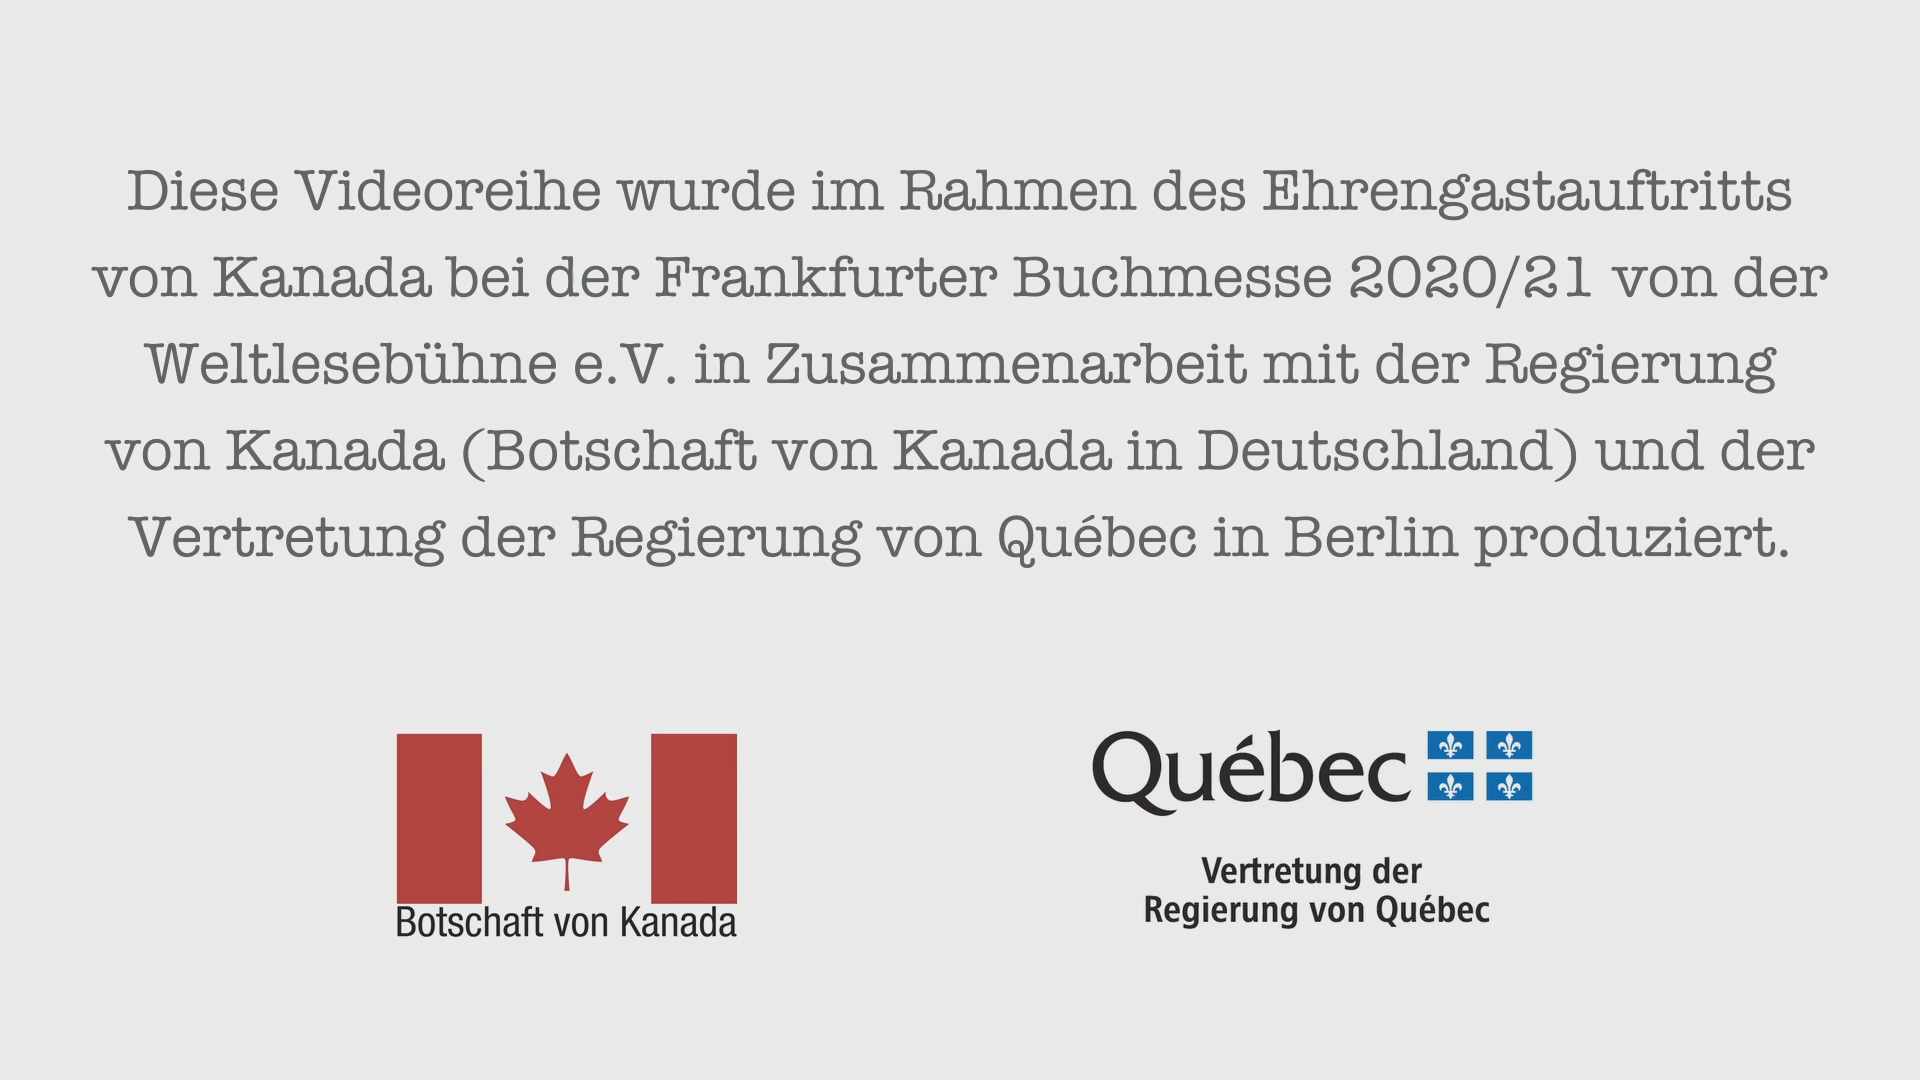 Diese Videoreihe wurde im Rahmen des Ehrengastauftritts
von Kanada bei der Frankfurter Buchmesse 2020/21 von der
Weltlesebühne e.V. in Zusammenarbeit mit der Regierung
von Kanada (Botschaft von Kanada in Deutschland) und der
Vertretung der Regierung von Québec in Berlin produziert.
Botschaft von Kanada
Québec
Vertretung der
Regierung von Québec